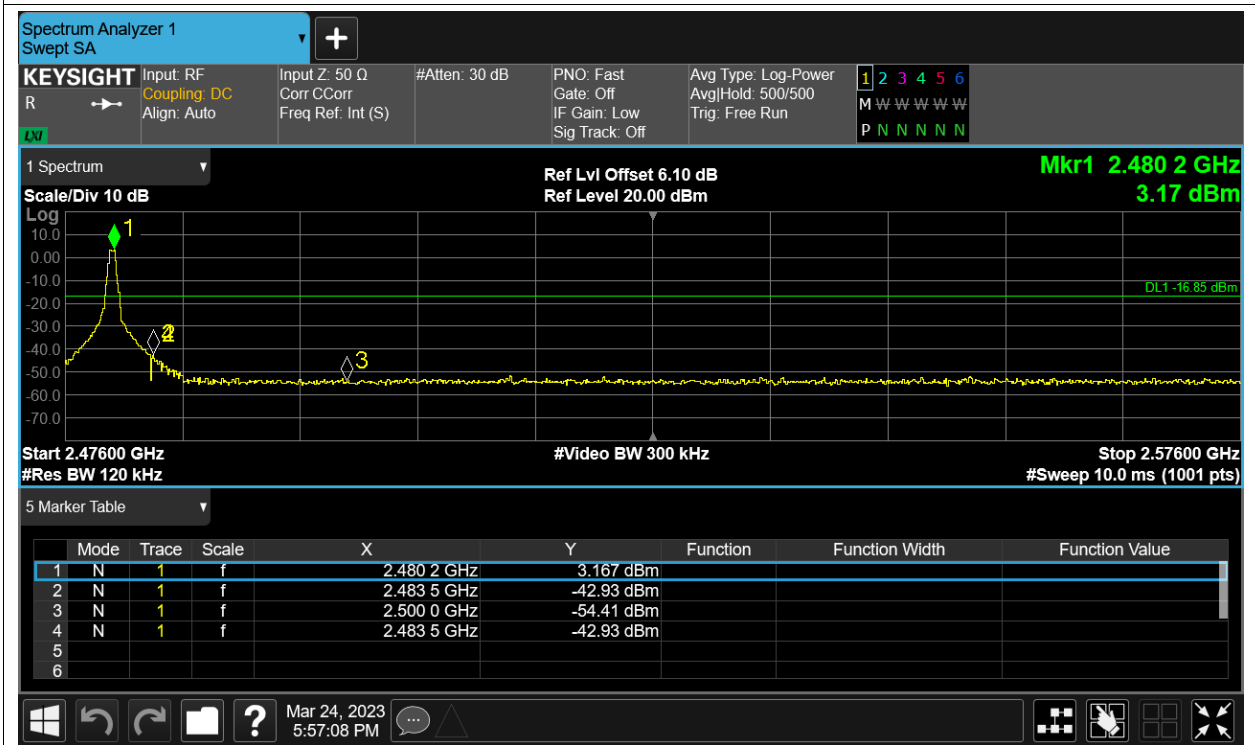 Spectrum Analyzer 1
Swept SA
KEYSIGHT
R
LXI
Input: RF
Coupling: DC
Align: Auto
Input Z: 50 Ω
Corr CCorr
Freq Ref: Int (S)
#Atten: 30 dB
PNO: Fast
Gate: Off
IF Gain: Low
Sig Track: Off
Avg Type: Log-Power
Avg|Hold: 500/500
Trig: Free Run
1 2 3 4 5 6
M W W W W W
P N N N N N
1 Spectrum
Scale/Div 10 dB
Ref Lvl Offset 6.10 dB
Ref Level 20.00 dBm
Mkr1 2.480 2 GHz
3.17 dBm
Log
10.0
0.00
-10.0
-20.0
-30.0
-40.0
-50.0
-60.0
-70.0
1
2
3
DL1 -16.85 dBm
Start 2.47600 GHz
#Video BW 300 kHz
Stop 2.57600 GHz
#Res BW 120 kHz
#Sweep 10.0 ms (1001 pts)
5 Marker Table
Mode Trace Scale X Y Function Function Width Function Value
1 N 1 f 2.480 2 GHz 3.167 dBm
2 N 1 f 2.483 5 GHz -42.93 dBm
3 N 1 f 2.500 0 GHz -54.41 dBm
4 N 1 f 2.483 5 GHz -42.93 dBm
5
6
?
Mar 24, 2023
5:57:08 PM